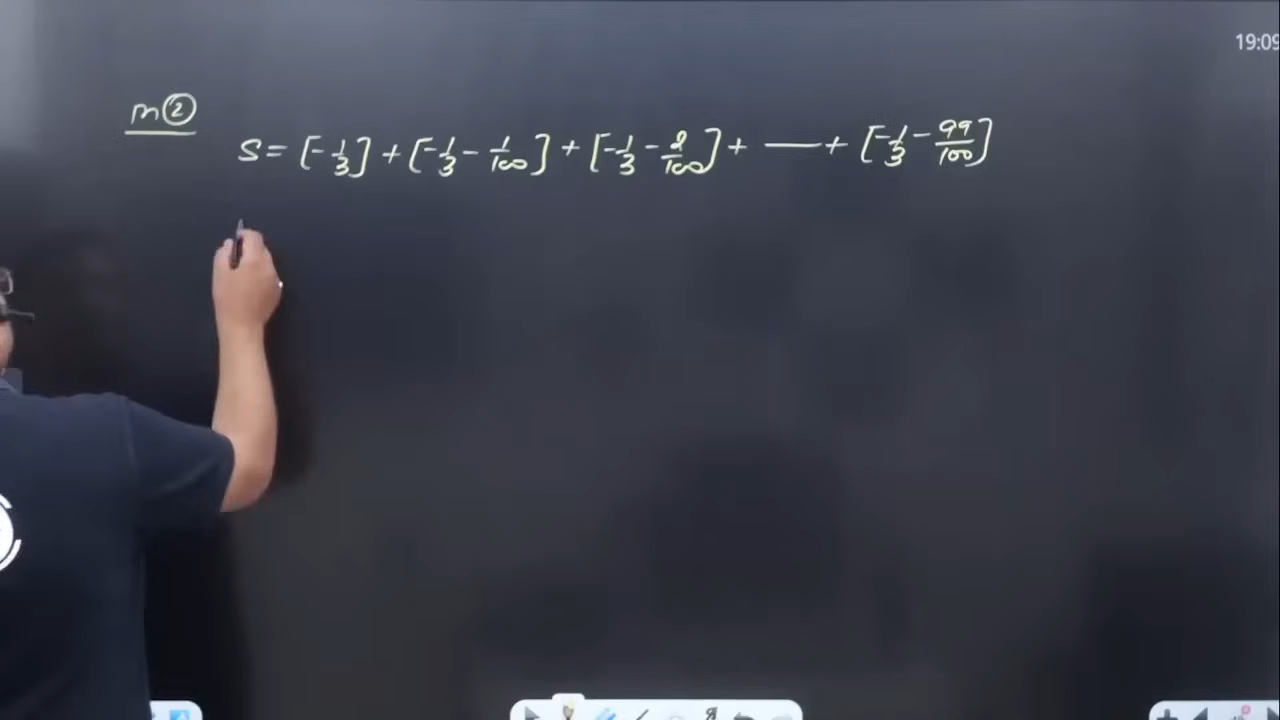 19:09
m②
S = [-1/3] + [-1/3 - 1/100] + [-1/3 - 2/100] + — + [-1/3 - 99/100]